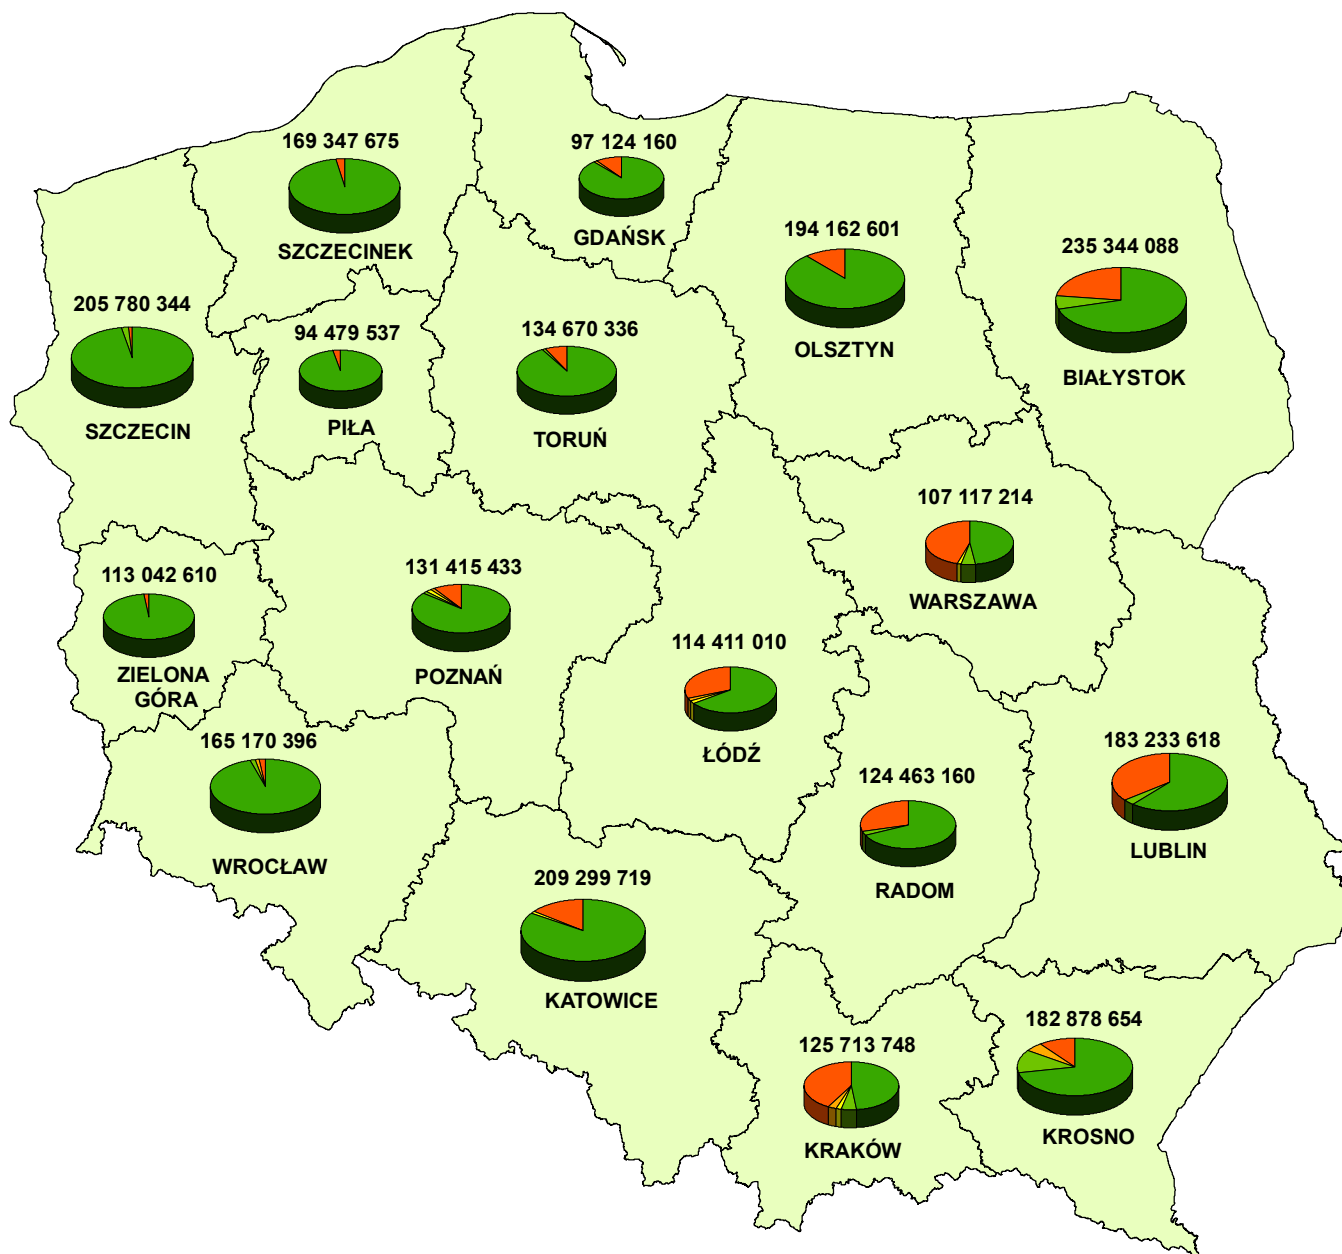 169 347 675
SZCZECINEK
97 124 160
GDAŃSK
194 162 601
OLSZTYN
235 344 088
BIAŁYSTOK
205 780 344
SZCZECIN
94 479 537
PIŁA
134 670 336
TORUŃ
107 117 214
WARSZAWA
113 042 610
ZIELONA
GÓRA
131 415 433
POZNAŃ
114 411 010
ŁÓDŹ
165 170 396
WROCŁAW
124 463 160
RADOM
183 233 618
LUBLIN
209 299 719
KATOWICE
125 713 748
KRAKÓW
182 878 654
KROSNO